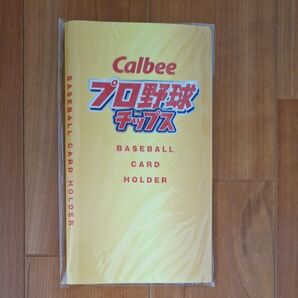 Calbee
プロ野球
チップス
BASEBALL
CARD
HOLDER
BASEBALL CARD HOLDER